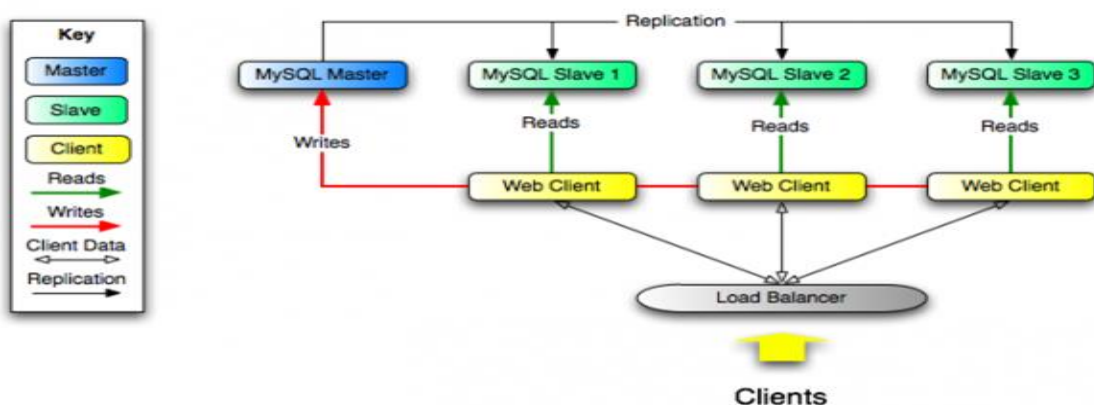 Key
Master
Slave
Client
Reads
Writes
Client Data
Replication
Replication
MySQL Master
MySQL Slave 1
MySQL Slave 2
MySQL Slave 3
Writes
Reads
Reads
Reads
Web Client
Web Client
Web Client
Load Balancer
Clients